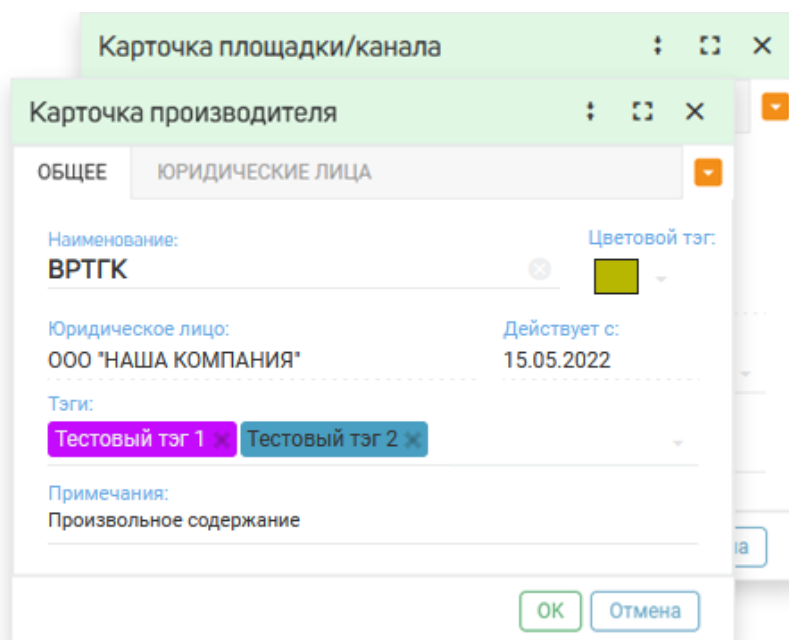 Карточка площадки/канала
Карточка производителя
ОБЩЕЕ ЮРИДИЧЕСКИЕ ЛИЦА
Наименование: Цветовой тэг:
ВРТГК
Юридическое лицо: Действует с:
ООО "НАША КОМПАНИЯ" 15.05.2022
Тэги:
Тестовый тэг 1 Тестовый тэг 2
Примечания:
Произвольное содержание
OK Отмена